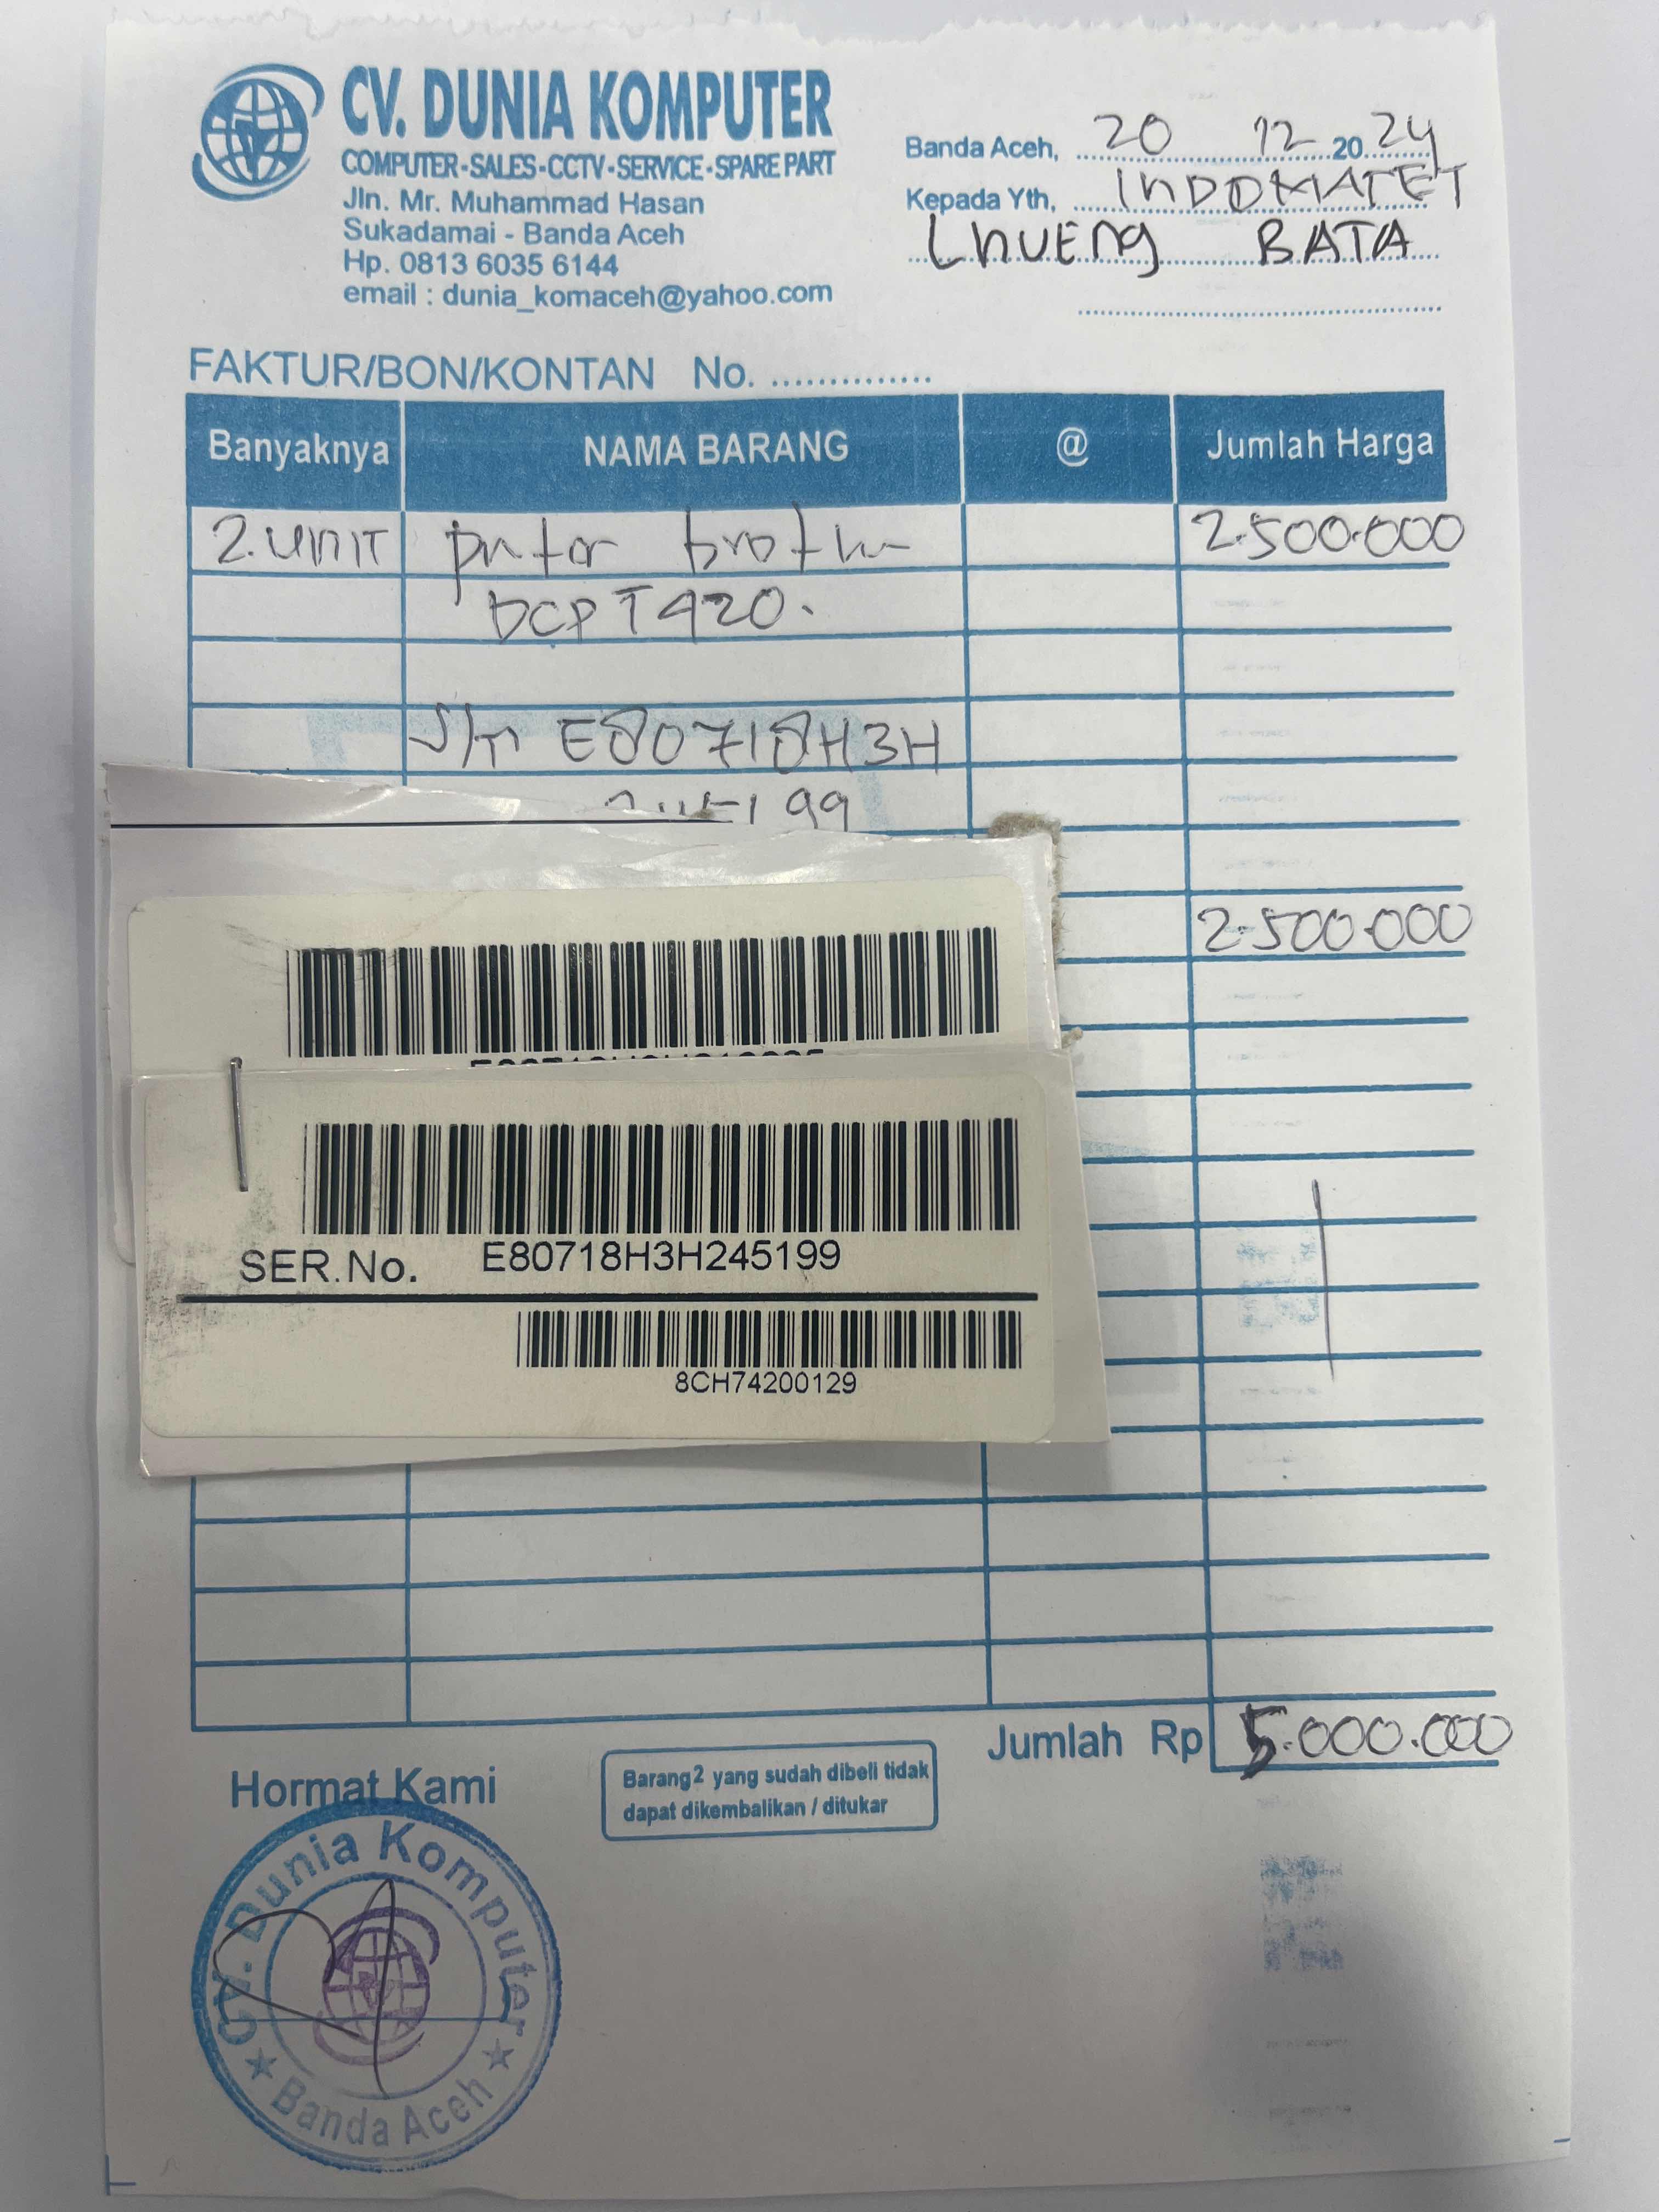 CV. DUNIA KOMPUTER
COMPUTER-SALES-CCTV-SERVICE-SPARE PART
Jln. Mr. Muhammad Hasan
Sukadamai - Banda Aceh
Hp. 0813 6035 6144
email : dunia_komaceh@yahoo.com
Banda Aceh, 20 12 2024
Kepada Yth, INDOMATET
LhUENg BATA
FAKTUR/BON/KONTAN No.
Banyaknya NAMA BARANG @ Jumlah Harga
2.UNIT 2.500.000
DCP T420.
S/n E80718H3H
199
2.500.000
SER.No. E80718H3H245199
8CH74200129
Jumlah Rp 5.000.000
Hormat Kami
Barang2 yang sudah dibeli tidak
dapat dikembalikan / ditukar
CV. Dunia Komputer
Banda Aceh